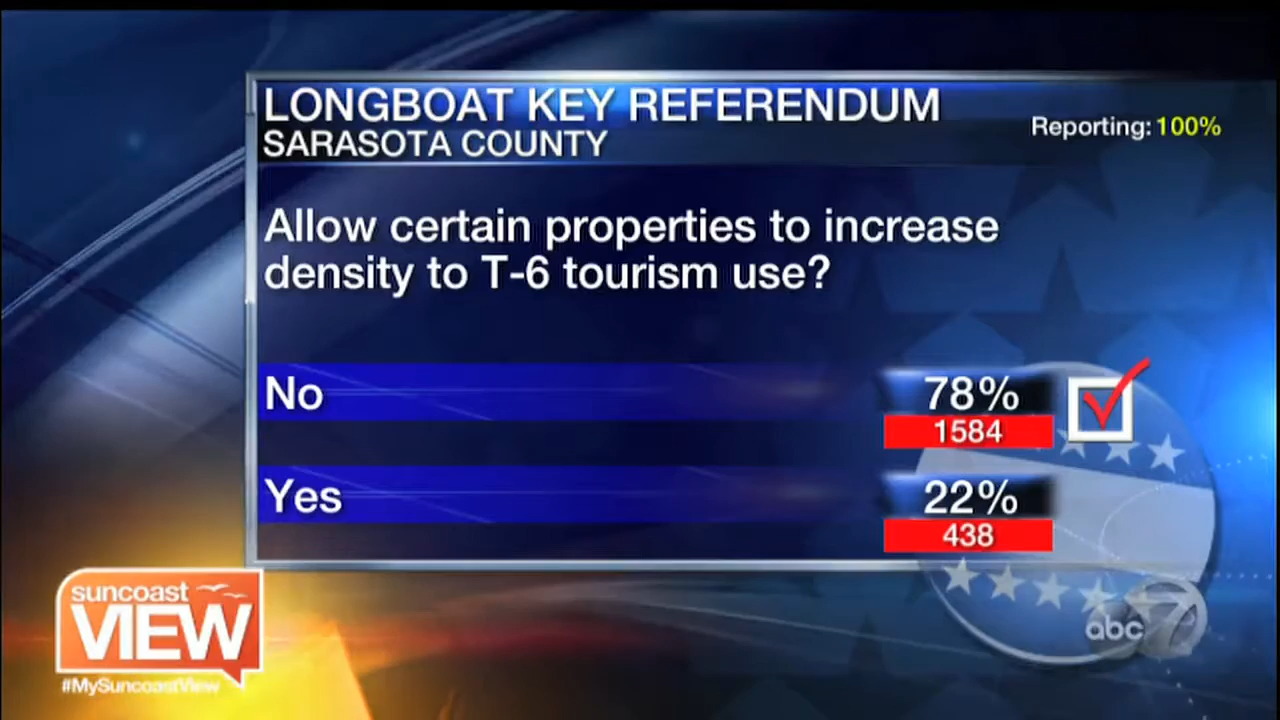 LONGBOAT KEY REFERENDUM
SARASOTA COUNTY
Reporting: 100%
Allow certain properties to increase
density to T-6 tourism use?
No
78%
1584
Yes
22%
438
suncoast
VIEW
#MySuncoastView
abc 7